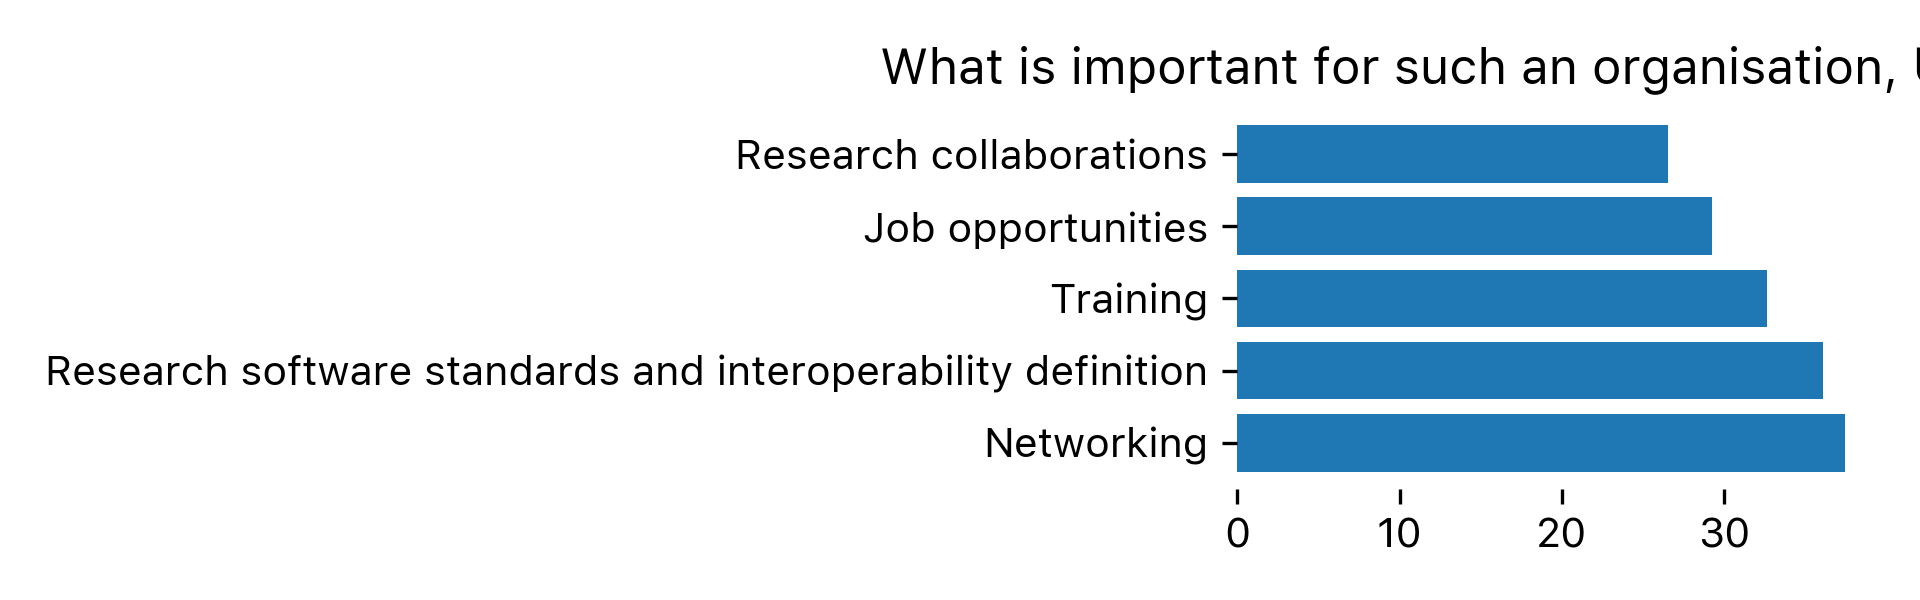 What is important for such an organisation,
Research collaborations
Job opportunities
Training
Research software standards and interoperability definition
Networking
0 10 20 30